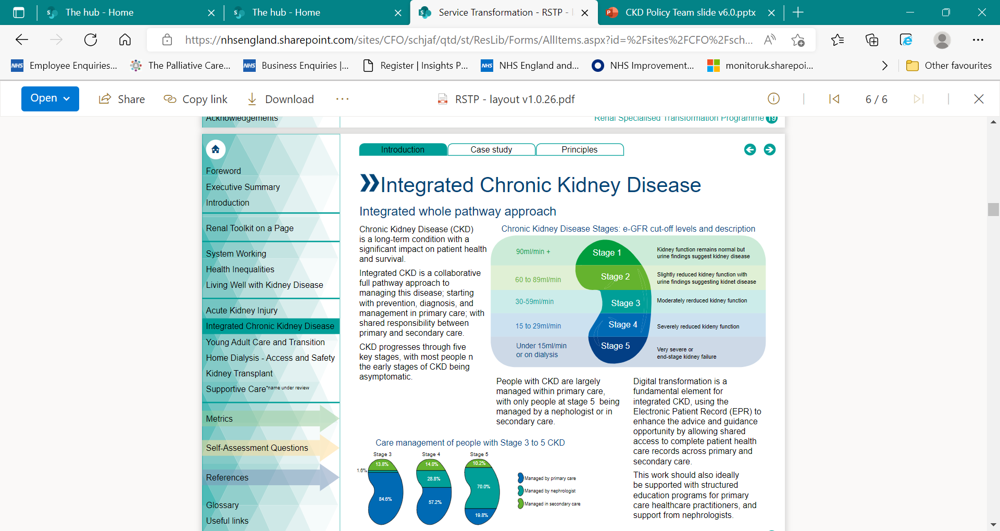 The hub - Home
The hub - Home
Service Transformation - RSTP -
CKD Policy Team slide v6.0.pptx
https://nhsengland.sharepoint.com/sites/CFO/schjaf/qtd/st/ResLib/Forms/AllItems.aspx?id=%2Fsites%2FCFO%2Fsch...
NHS Employee Enquiries...
The Palliative Care...
NHS Business Enquiries |...
Register | Insights P...
NHS NHS England and...
NHS Improvement...
monitoruk.sharepoi...
Other favourites
Open
Share
Copy link
Download
RSTP - layout v1.0.26.pdf
6 / 6
Acknowledgements
Renal Specialised Transformation Programme 19
Foreword
Executive Summary
Introduction
Renal Toolkit on a Page
System Working
Health Inequalities
Living Well with Kidney Disease
Acute Kidney Injury
Integrated Chronic Kidney Disease
Young Adult Care and Transition
Home Dialysis - Access and Safety
Kidney Transplant
Supportive Care*name under review
Metrics
Self-Assessment Questions
References
Glossary
Useful links
Introduction
Case study
Principles
Integrated Chronic Kidney Disease
Integrated whole pathway approach
Chronic Kidney Disease (CKD)
is a long-term condition with a
significant impact on patient health
and survival.
Integrated CKD is a collaborative
full pathway approach to
managing this disease; starting
with prevention, diagnosis, and
management in primary care; with
shared responsibility between
primary and secondary care.
CKD progresses through five
key stages, with most people n
the early stages of CKD being
asymptomatic.
Chronic Kidney Disease Stages: e-GFR cut-off levels and description
90ml/min +
Stage 1
Kidney function remains normal but
urine findings suggest kidney disease
60 to 89ml/min
Stage 2
Slightly reduced kidney function with
urine findings suggesting kidnet disease
30-59ml/min
Stage 3
Moderately rerduced kidney function
15 to 29ml/min
Stage 4
Severely reduced kideny function
Under 15ml/min
or on dialysis
Stage 5
Very severe or
end-stage kidney failure
People with CKD are largely
managed within primary care,
with only people at stage 5 being
managed by a nephologist or in
secondary care.
Digital transformation is a
fundamental element for
integrated CKD, using the
Electronic Patient Record (EPR) to
enhance the advice and guidance
opportunity by allowing shared
access to complete patient health
care records across primary and
secondary care.
This work should also ideally
be supported with structured
education programs for primary
care healthcare practitioners, and
support from nephrologists.
Care management of people with Stage 3 to 5 CKD
Stage 3
Stage 4
Stage 5
13.8%
1.6%
84.6%
14.0%
28.8%
57.2%
10.2%
70.0%
19.8%
Managed by primary care
Managed by nephrologist
Managed in secondary care